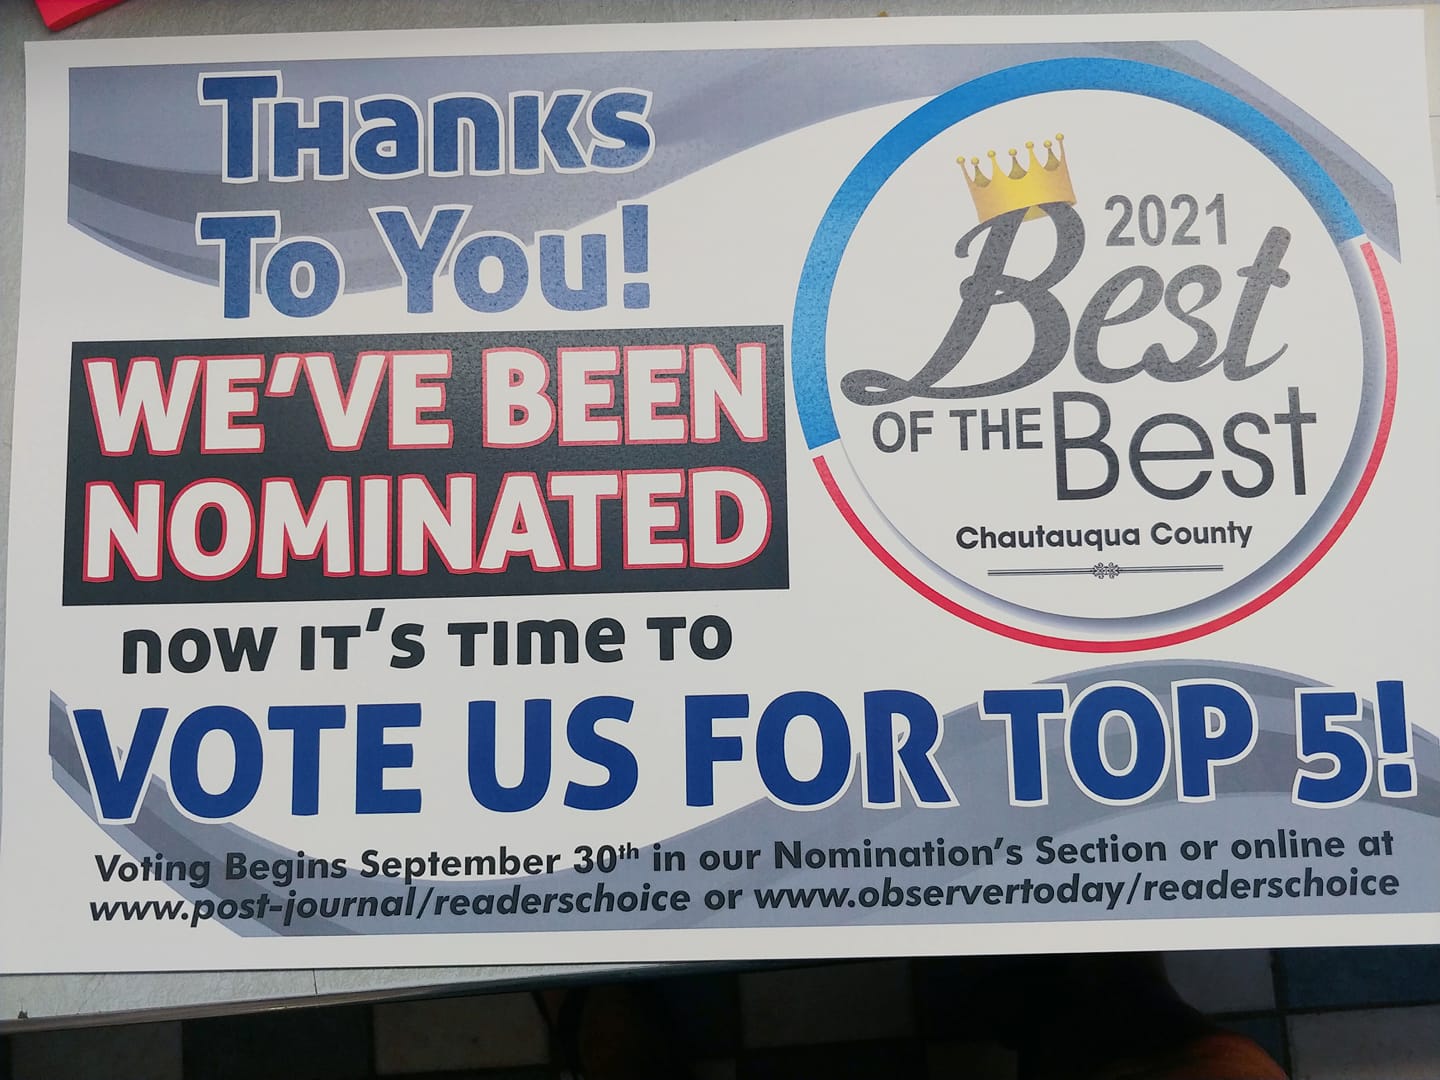 THanks
To You!
WE'VE BEEN
NOMINATED
now IT's TIme TO
VOTE US FOR TOP 5!
2021
Best
OF THE Best
Chautauqua County
Voting Begins September 30th in our Nomination's Section or online at
www.post-journal/readerschoice or www.observertoday/readerschoice